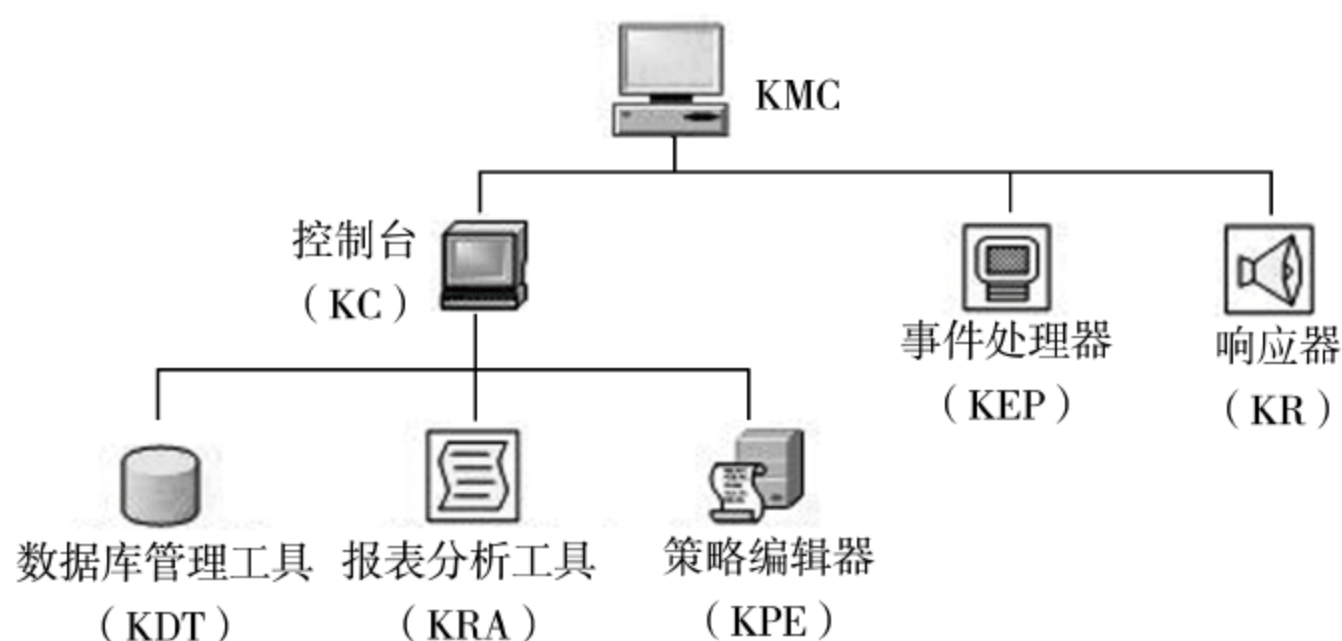 KMC
控制台
（KC）
事件处理器
（KEP）
响应器
（KR）
数据库管理工具
（KDT）
报表分析工具
（KRA）
策略编辑器
（KPE）